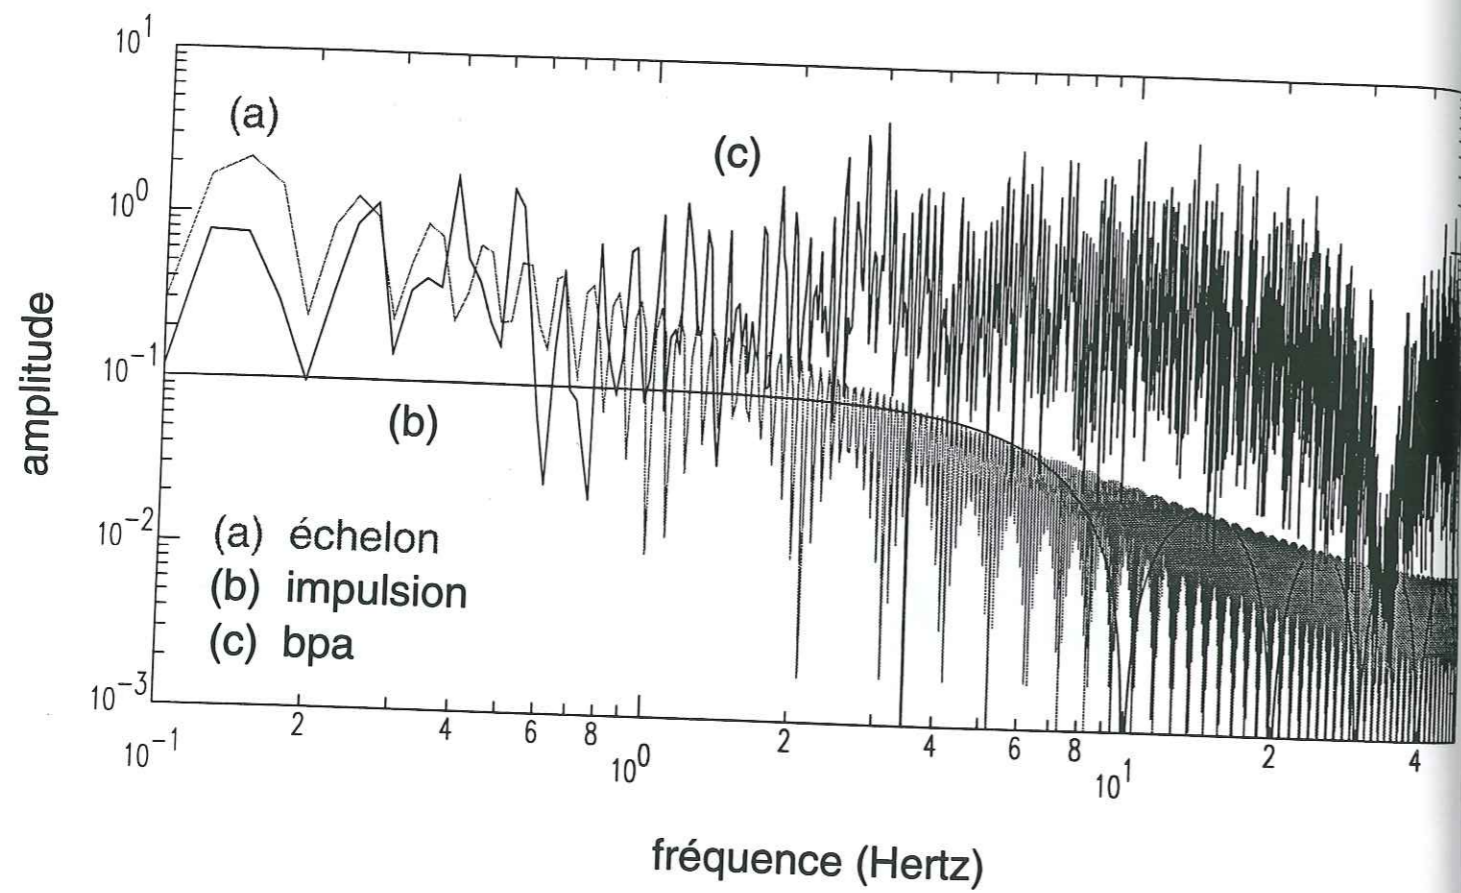 10^1
(a)
(c)
10^0
amplitude
10^-1
(b)
10^-2
(a) échelon
(b) impulsion
(c) bpa
10^-3
10^-1
2
4
6
8
10^0
2
4
6
8
10^1
2
4
fréquence (Hertz)